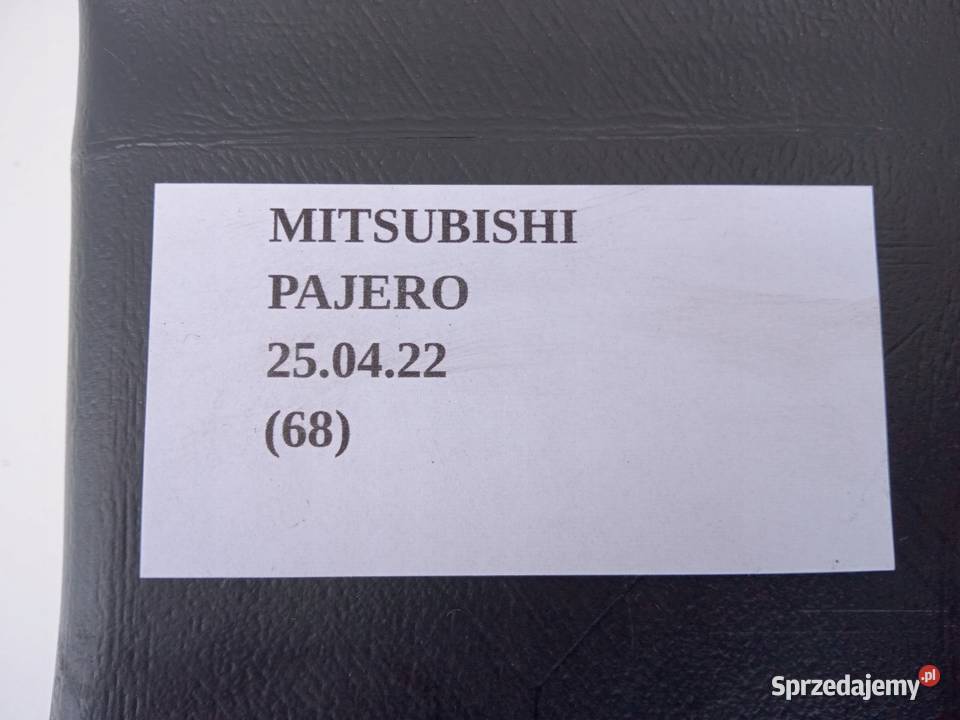 MITSUBISHI
PAJERO
25.04.22
(68)
Sprzedajemy.pl